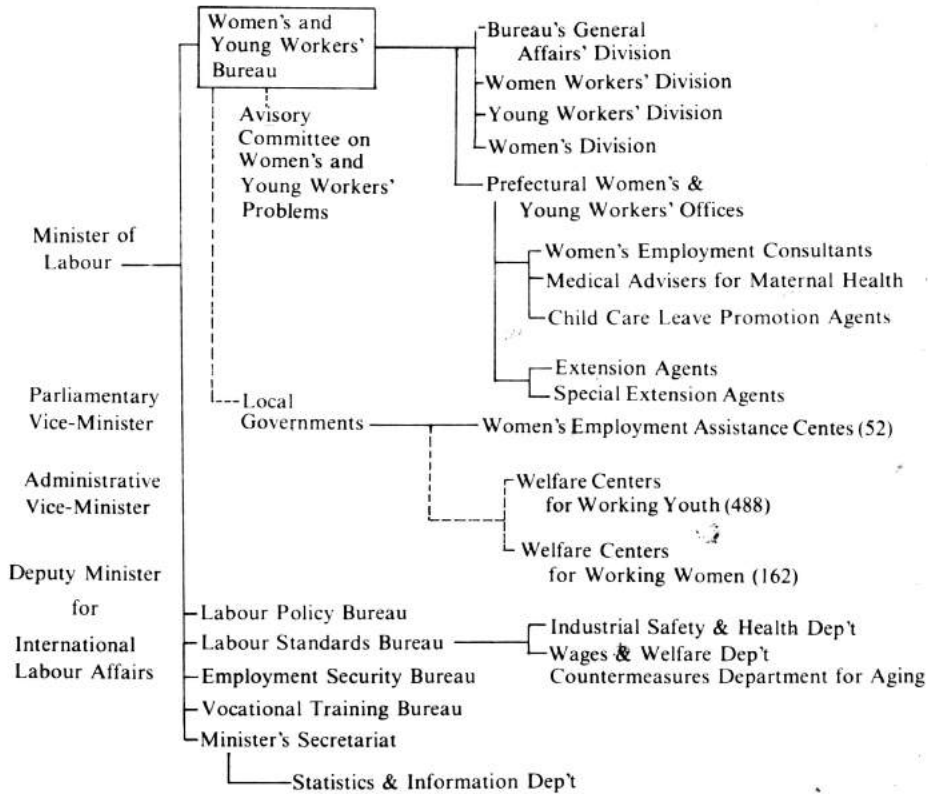 Women's and
Young Workers'
Bureau
Bureau's General
Affairs' Division
Women Workers' Division
Young Workers' Division
Women's Division
Avisory
Committee on
Women's and
Young Workers'
Problems
Prefectural Women's &
Young Workers' Offices
Minister of
Labour
Women's Employment Consultants
Medical Advisers for Maternal Health
Child Care Leave Promotion Agents
Extension Agents
Special Extension Agents
Parliamentary
Vice-Minister
Local
Governments
Women's Employment Assistance Centes (52)
Administrative
Vice-Minister
Welfare Centers
for Working Youth (488)
Welfare Centers
for Working Women (162)
Deputy Minister
for
International
Labour Affairs
Labour Policy Bureau
Labour Standards Bureau
Industrial Safety & Health Dep't
Wages & Welfare Dep't
Countermeasures Department for Aging
Employment Security Bureau
Vocational Training Bureau
Minister's Secretariat
Statistics & Information Dep't